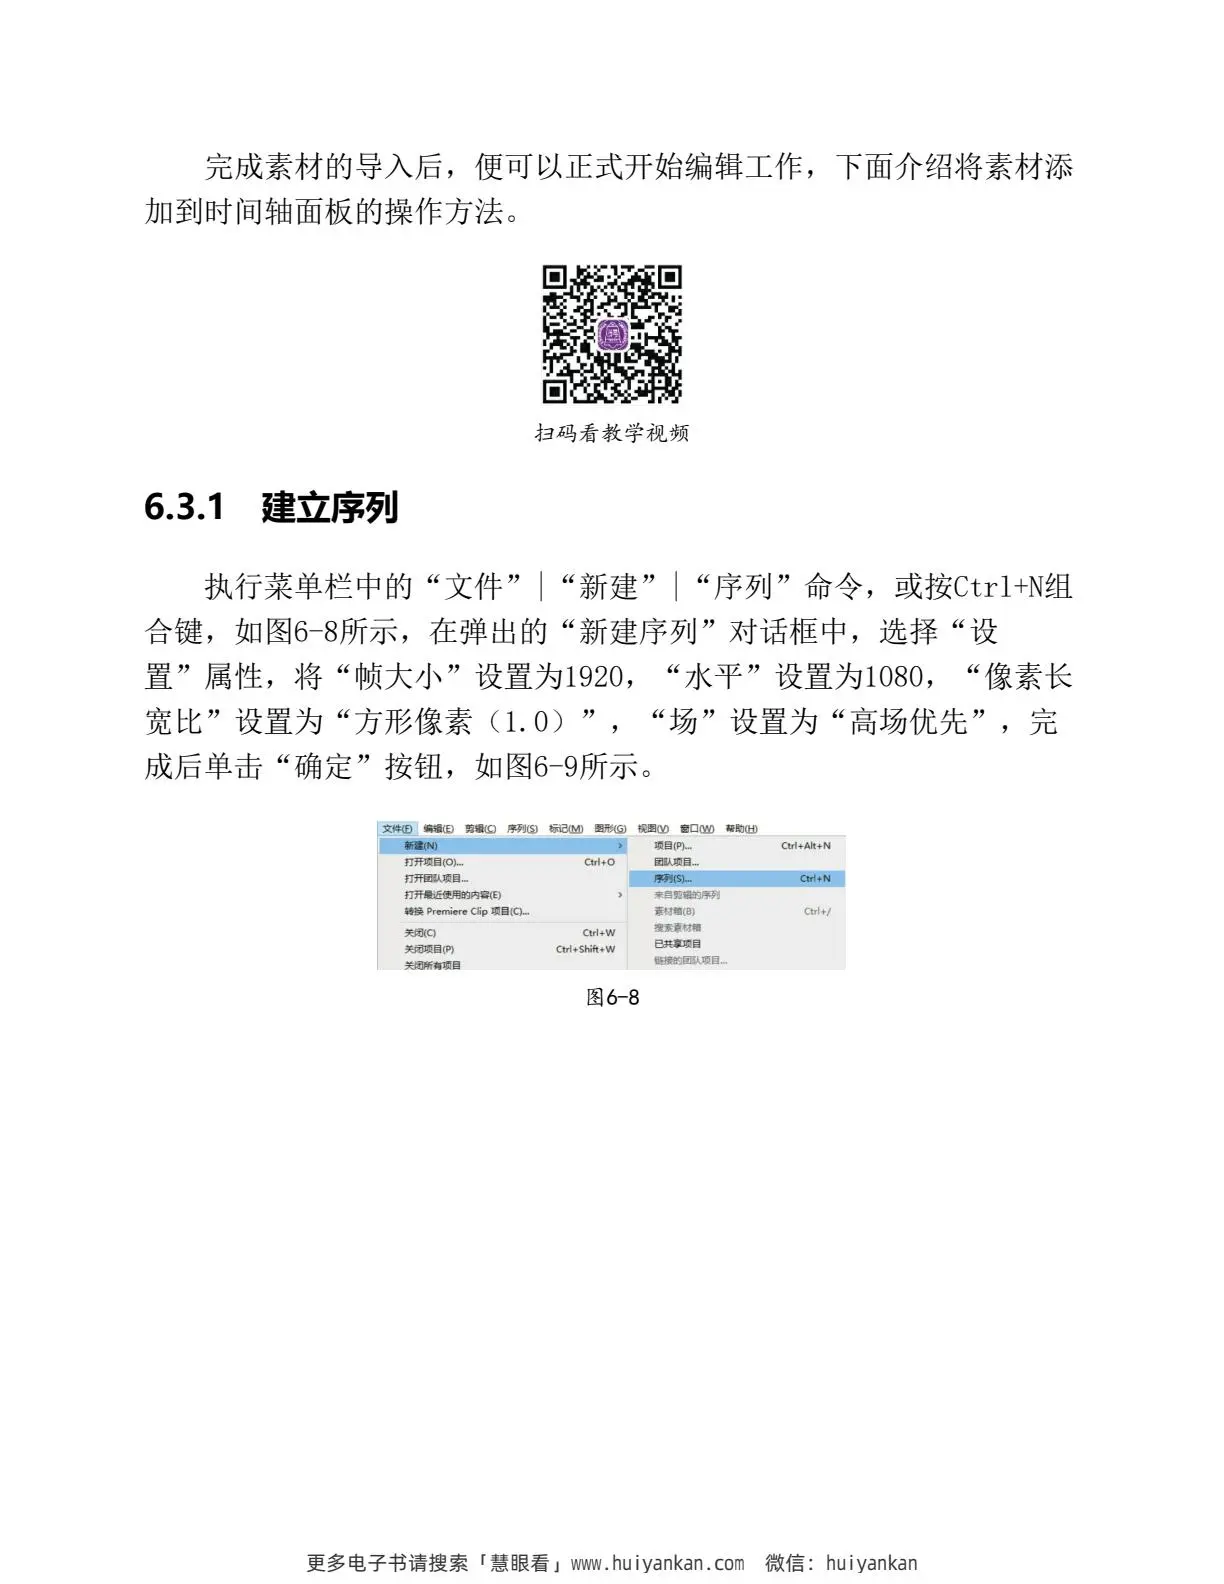 完成素材的导入后，便可以正式开始编辑工作，下面介绍将素材添
加到时间轴面板的操作方法。
扫码看教学视频
6.3.1 建立序列
执行菜单栏中的“文件”|“新建”|“序列”命令，或按Ctrl+N组
合键，如图6-8所示，在弹出的“新建序列”对话框中，选择“设
置”属性，将“帧大小”设置为1920，“水平”设置为1080，“像素长
宽比”设置为“方形像素（1.0）”，“场”设置为“高场优先”，完
成后单击“确定”按钮，如图6-9所示。
文件(F) 编辑(E) 剪辑(C) 序列(S) 标记(M) 图形(G) 视图(V) 窗口(W) 帮助(H)
新建(N) >
打开项目(O)... Ctrl+O
打开团队项目...
打开最近使用的内容(E) >
转换 Premiere Clip 项目(C)...
关闭(C) Ctrl+W
关闭项目(P) Ctrl+Shift+W
关闭所有项目
项目(P)... Ctrl+Alt+N
团队项目...
序列(S)... Ctrl+N
来自剪辑的序列
素材箱(B) Ctrl+/
搜索素材箱
已共享项目
链接的团队项目...
图6-8
更多电子书请搜索「慧眼看」www.huiyankan.com 微信：huiyankan